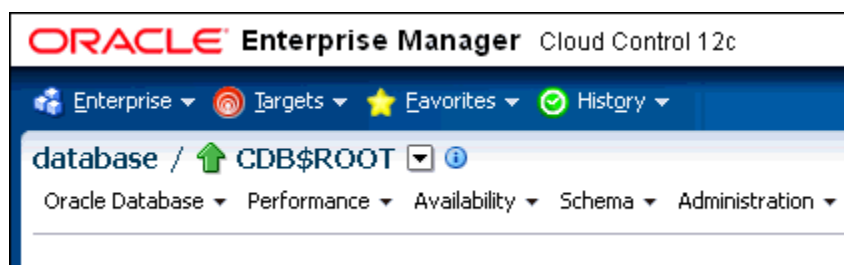 ORACLE Enterprise Manager Cloud Control 12c
Enterprise Targets Favorites History
database / CDB$ROOT
Oracle Database Performance Availability Schema Administration